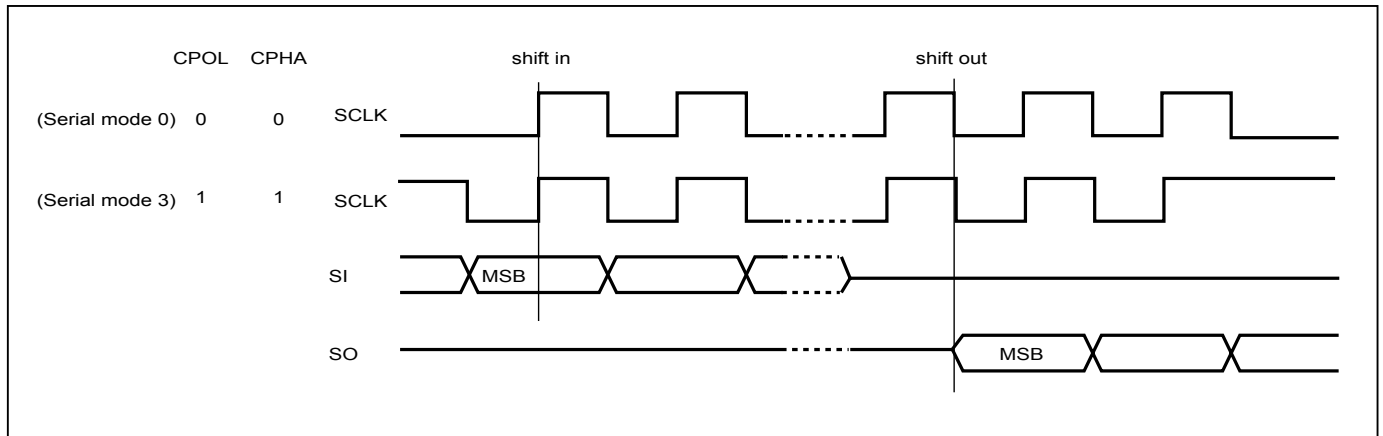 CPOL CPHA shift in shift out
(Serial mode 0) 0 0 SCLK
(Serial mode 3) 1 1 SCLK
SI MSB
SO MSB